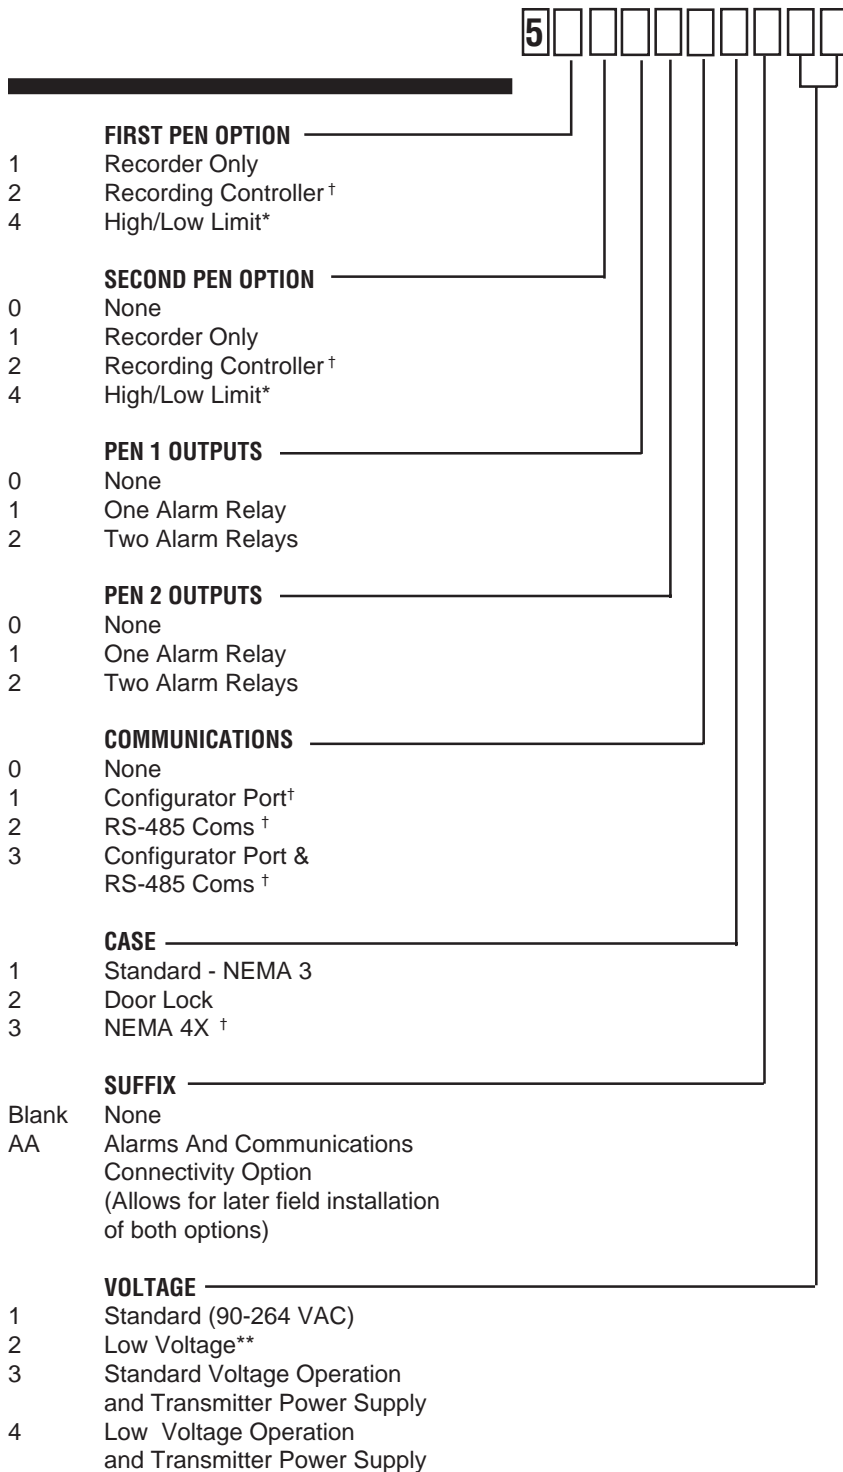 5
FIRST PEN OPTION
1 Recorder Only
2 Recording Controller †
4 High/Low Limit*
SECOND PEN OPTION
0 None
1 Recorder Only
2 Recording Controller †
4 High/Low Limit*
PEN 1 OUTPUTS
0 None
1 One Alarm Relay
2 Two Alarm Relays
PEN 2 OUTPUTS
0 None
1 One Alarm Relay
2 Two Alarm Relays
COMMUNICATIONS
0 None
1 Configurator Port†
2 RS-485 Coms †
3 Configurator Port &
RS-485 Coms †
CASE
1 Standard - NEMA 3
2 Door Lock
3 NEMA 4X †
SUFFIX
Blank None
AA Alarms And Communications
Connectivity Option
(Allows for later field installation
of both options)
VOLTAGE
1 Standard (90-264 VAC)
2 Low Voltage**
3 Standard Voltage Operation
and Transmitter Power Supply
4 Low Voltage Operation
and Transmitter Power Supply